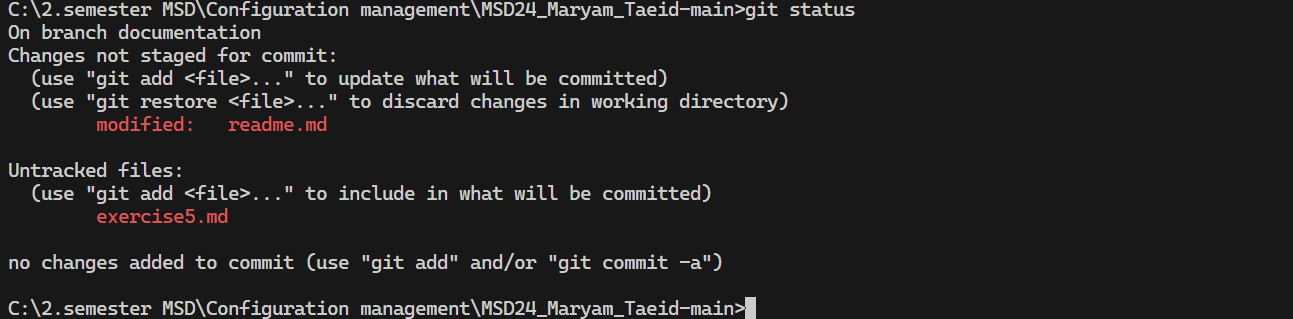 C:\2.semester MSD\Configuration management\MSD24_Maryam_Taeid-main>git status
On branch documentation
Changes not staged for commit:
  (use "git add <file>..." to update what will be committed)
  (use "git restore <file>..." to discard changes in working directory)
        modified:   readme.md

Untracked files:
  (use "git add <file>..." to include in what will be committed)
        exercise5.md

no changes added to commit (use "git add" and/or "git commit -a")

C:\2.semester MSD\Configuration management\MSD24_Maryam_Taeid-main>